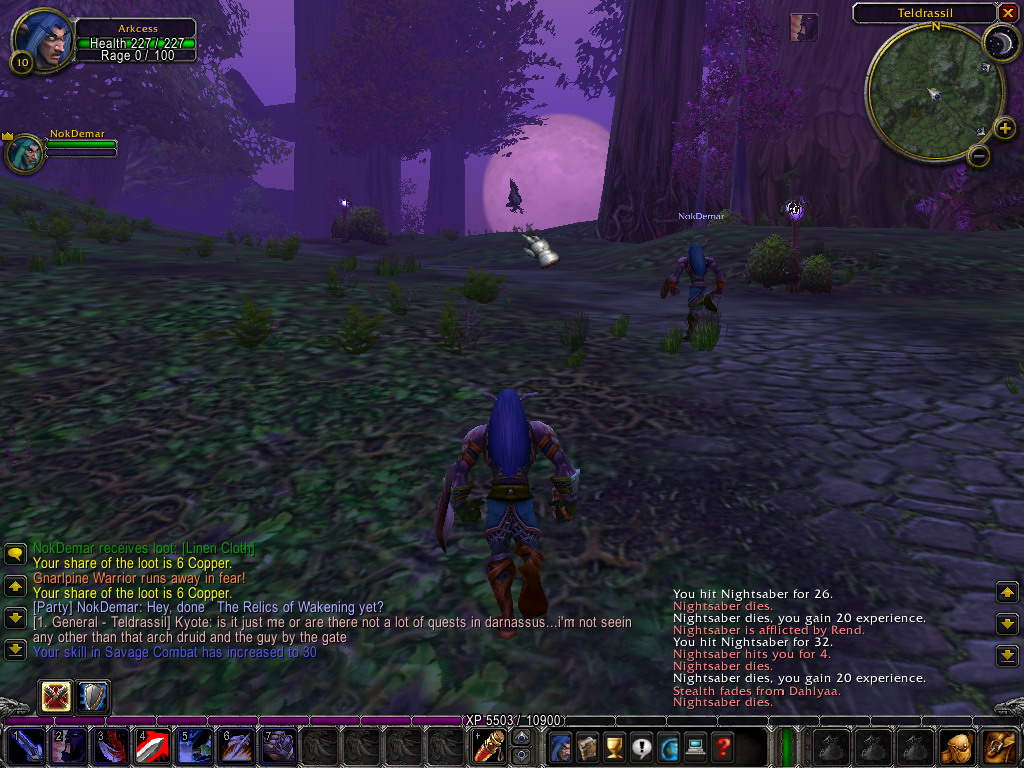 Arkcess
Health 227 / 227
Rage 0 / 100
10
NokDemar
Teldrassil
N
NokDemar
NokDemar receives loot: [Linen Cloth]
Your share of the loot is 6 Copper.
Gnarlpine Warrior runs away in fear!
Your share of the loot is 6 Copper.
[Party] NokDemar: Hey, done The Relics of Wakening yet?
[1. General - Teldrassil] Kyote: is it just me or are there not a lot of quests in darnassus...i'm not seein
any other than that arch druid and the guy by the gate
Your skill in Savage Combat has increased to 30
You hit Nightsaber for 26.
Nightsaber dies.
Nightsaber dies, you gain 20 experience.
Nightsaber is afflicted by Rend.
You hit Nightsaber for 32.
Nightsaber hits you for 4.
Nightsaber dies.
Nightsaber dies, you gain 20 experience.
Stealth fades from Dahlyaa.
Nightsaber dies.
XP 5503 / 10900
1 2 3 4 5 6 7